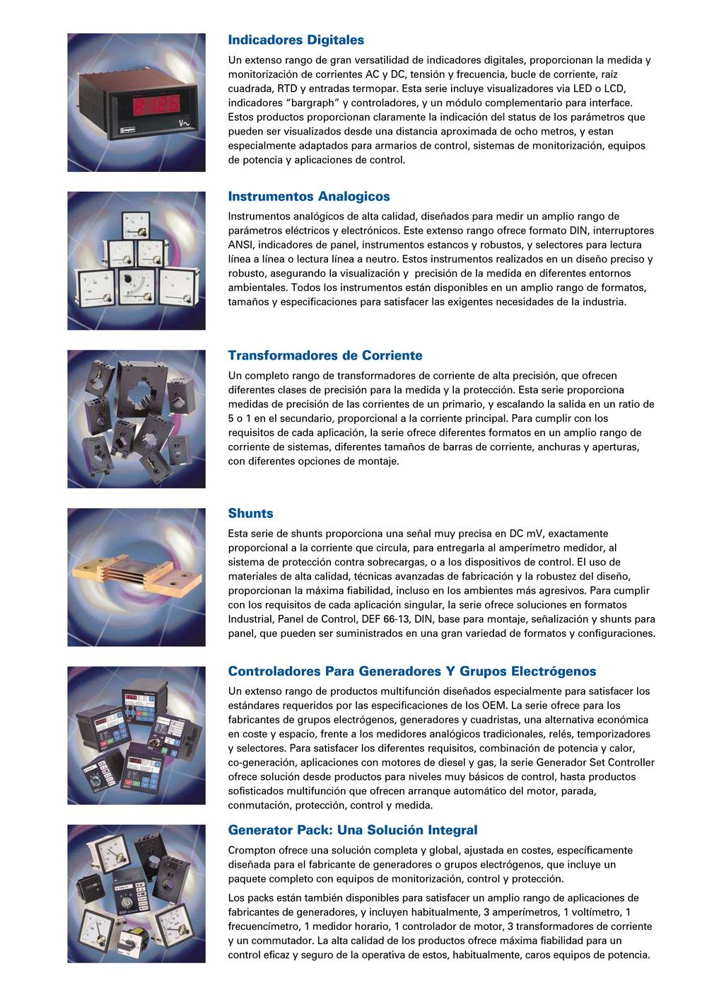 Indicadores Digitales
Un extenso rango de gran versatilidad de indicadores digitales, proporcionan la medida y
monitorización de corrientes AC y DC, tensión y frecuencia, bucle de corriente, raíz
cuadrada, RTD y entradas termopar. Esta serie incluye visualizadores via LED o LCD,
indicadores “bargraph” y controladores, y un módulo complementario para interface.
Estos productos proporcionan claramente la indicación del status de los parámetros que
pueden ser visualizados desde una distancia aproximada de ocho metros, y estan
especialmente adaptados para armarios de control, sistemas de monitorización, equipos
de potencia y aplicaciones de control.
Crompton
V~
Instrumentos Analogicos
Instrumentos analógicos de alta calidad, diseñados para medir un amplio rango de
parámetros eléctricos y electrónicos. Este extenso rango ofrece formato DIN, interruptores
ANSI, indicadores de panel, instrumentos estancos y robustos, y selectores para lectura
línea a línea o lectura línea a neutro. Estos instrumentos realizados en un diseño preciso y
robusto, asegurando la visualización y  precisión de la medida en diferentes entornos
ambientales. Todos los instrumentos están disponibles en un amplio rango de formatos,
tamaños y especificaciones para satisfacer las exigentes necesidades de la industria.
Transformadores de Corriente
Un completo rango de transformadores de corriente de alta precisión, que ofrecen
diferentes clases de precisión para la medida y la protección. Esta serie proporciona
medidas de precisión de las corrientes de un primario, y escalando la salida en un ratio de
5 o 1 en el secundario, proporcional a la corriente principal. Para cumplir con los
requisitos de cada aplicación, la serie ofrece diferentes formatos en un amplio rango de
corriente de sistemas, diferentes tamaños de barras de corriente, anchuras y aperturas,
con diferentes opciones de montaje.
Shunts
Esta serie de shunts proporciona una señal muy precisa en DC mV, exactamente
proporcional a la corriente que circula, para entregarla al amperímetro medidor, al
sistema de protección contra sobrecargas, o a los dispositivos de control. El uso de
materiales de alta calidad, técnicas avanzadas de fabricación y la robustez del diseño,
proporcionan la máxima fiabilidad, incluso en los ambientes más agresivos. Para cumplir
con los requisitos de cada aplicación singular, la serie ofrece soluciones en formatos
Industrial, Panel de Control, DEF 66-13, DIN, base para montaje, señalización y shunts para
panel, que pueden ser suministrados en una gran variedad de formatos y configuraciones.
Controladores Para Generadores Y Grupos Electrógenos
Un extenso rango de productos multifunción diseñados especialmente para satisfacer los
estándares requeridos por las especificaciones de los OEM. La serie ofrece para los
fabricantes de grupos electrógenos, generadores y cuadristas, una alternativa económica
en coste y espacio, frente a los medidores analógicos tradicionales, relés, temporizadores
y selectores. Para satisfacer los diferentes requisitos, combinación de potencia y calor,
co-generación, aplicaciones con motores de diesel y gas, la serie Generador Set Controller
ofrece solución desde productos para niveles muy básicos de control, hasta productos
sofisticados multifunción que ofrecen arranque automático del motor, parada,
conmutación, protección, control y medida.
Generator Pack: Una Solución Integral
Crompton ofrece una solución completa y global, ajustada en costes, específicamente
diseñada para el fabricante de generadores o grupos electrógenos, que incluye un
paquete completo con equipos de monitorización, control y protección.
Los packs están también disponibles para satisfacer un amplio rango de aplicaciones de
fabricantes de generadores, y incluyen habitualmente, 3 amperímetros, 1 voltímetro, 1
frecuencímetro, 1 medidor horario, 1 controlador de motor, 3 transformadores de corriente
y un commutador. La alta calidad de los productos ofrece máxima fiabilidad para un
control eficaz y seguro de la operativa de estos, habitualmente, caros equipos de potencia.